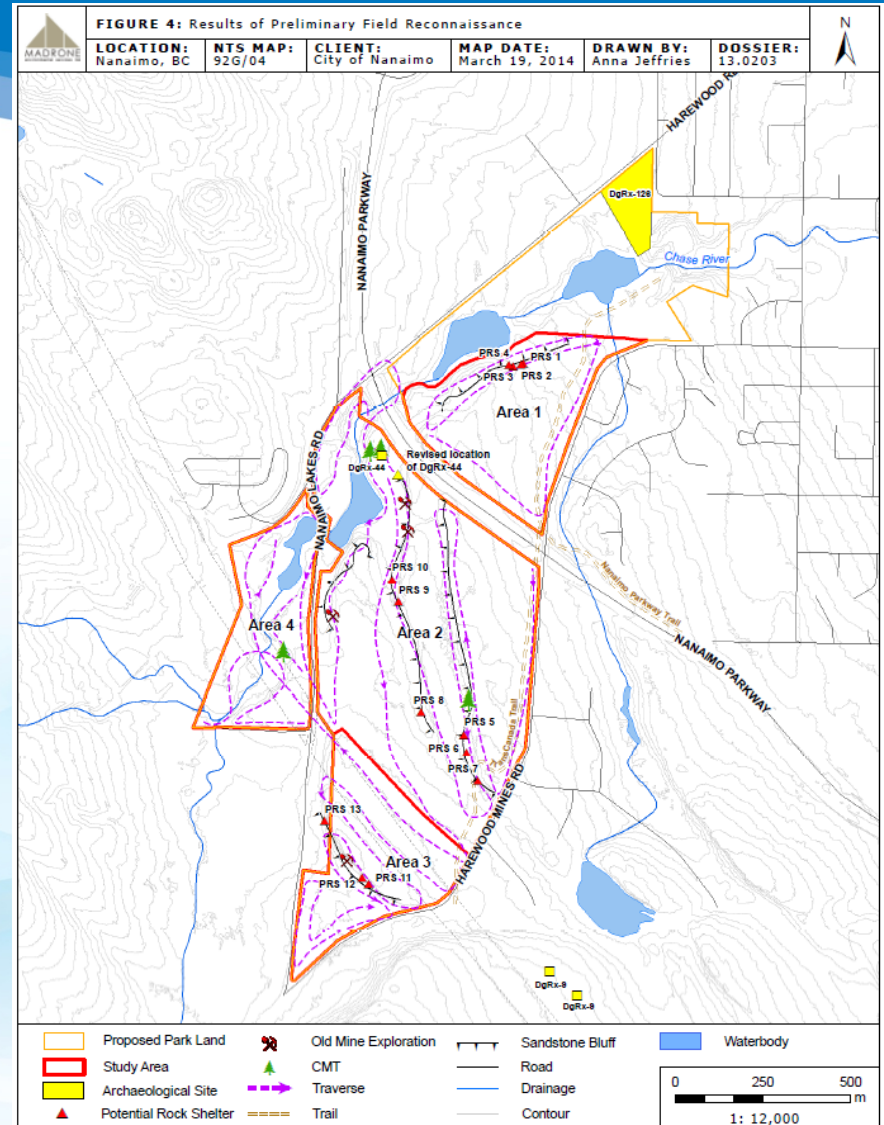 FIGURE 4: Results of Preliminary Field Reconnaissance
N
MADRONE
LOCATION:
Nanaimo, BC
NTS MAP:
92G/04
CLIENT:
City of Nanaimo
MAP DATE:
March 19, 2014
DRAWN BY:
Anna Jeffries
DOSSIER:
13.0203
HAREWOOD
DgRx-126
NANAIMO PARKWAY
Chase River
PRS 4
PRS 1
PRS 3
PRS 2
Area 1
NANAIMO LAKES RD
DgRx-44
Revised location
of DgRx-44
PRS 10
PRS 9
Nanaimo Parkway Trail
Area 4
Area 2
NANAIMO PARKWAY
PRS 8
PRS 5
PRS 6
PRS 7
TransCanada Trail
HAREWOOD MINES RD
PRS 13
Area 3
PRS 12
PRS 11
DgRx-9
DgRx-8
Proposed Park Land
Old Mine Exploration
Sandstone Bluff
Waterbody
Study Area
CMT
Road
Archaeological Site
Traverse
Drainage
Potential Rock Shelter
Trail
Contour
0 250 500
m
1: 12,000